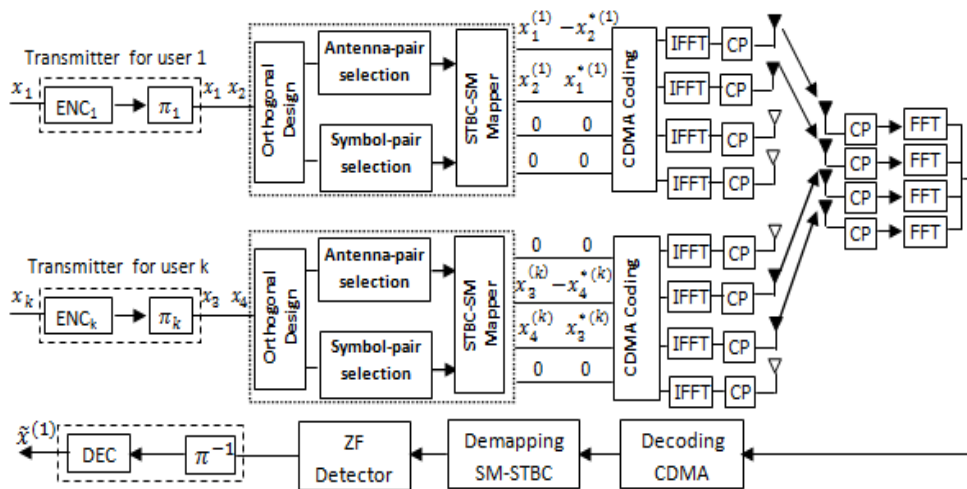 Transmitter for user 1
x₁
ENC₁
π₁
x₁ x₂
Orthogonal Design
Antenna-pair selection
Symbol-pair selection
STBC-SM Mapper
x₁⁽¹⁾ −x₂*⁽¹⁾
x₂⁽¹⁾ x₁*⁽¹⁾
0 0
0 0
CDMA Coding
IFFT CP
IFFT CP
IFFT CP
IFFT CP
CP FFT
CP FFT
CP FFT
CP FFT
Transmitter for user k
xₖ
ENCₖ
πₖ
x₃ x₄
Orthogonal Design
Antenna-pair selection
Symbol-pair selection
STBC-SM Mapper
0 0
x₃⁽ᵏ⁾ −x₄*⁽ᵏ⁾
x₄⁽ᵏ⁾ x₃*⁽ᵏ⁾
0 0
CDMA Coding
IFFT CP
IFFT CP
IFFT CP
IFFT CP
x̃⁽¹⁾
DEC
π⁻¹
ZF
Detector
Demapping
SM-STBC
Decoding
CDMA